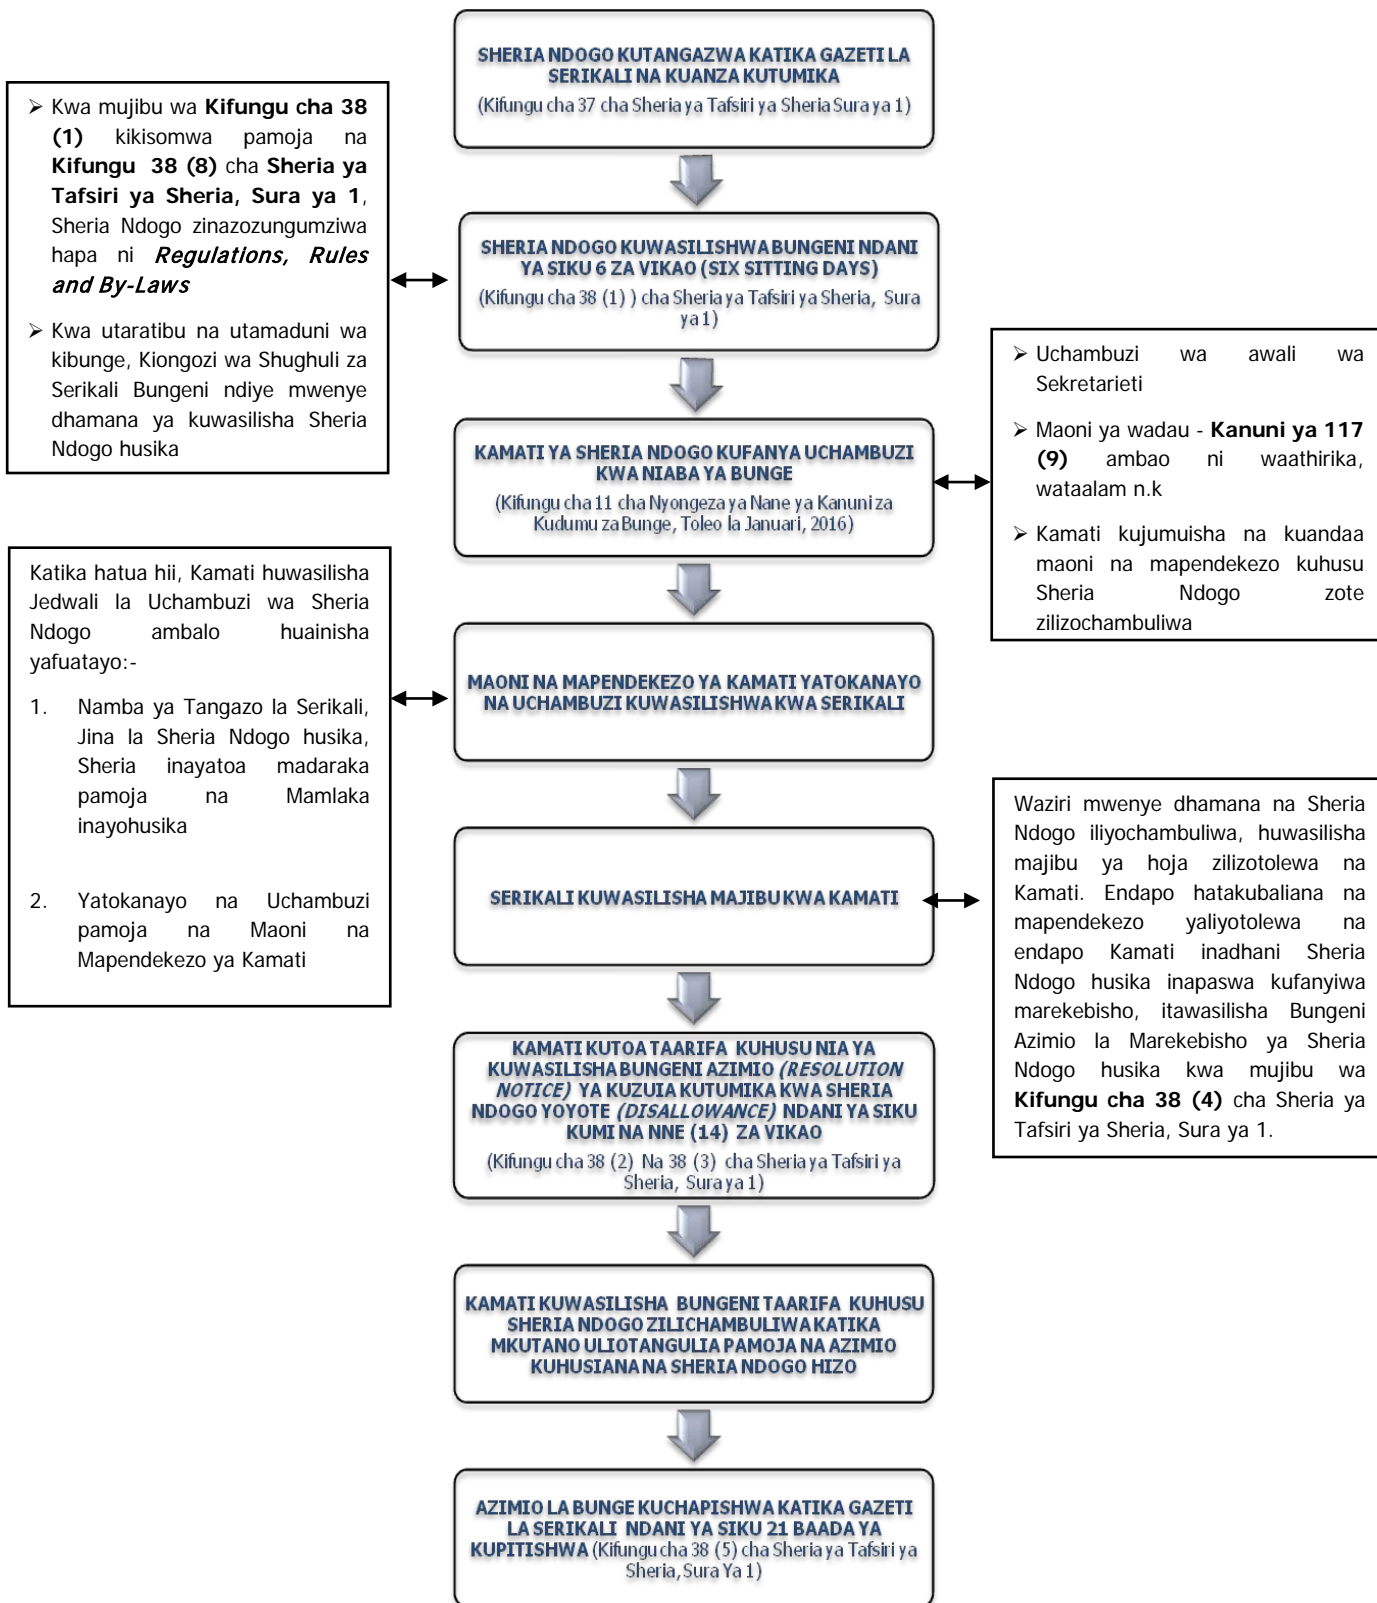 SHERIA NDOGO KUTANGAZWA KATIKA GAZETI LA
SERIKALI NA KUANZA KUTUMIKA
(Kifungu cha 37 cha Sheria ya Tafsiri ya Sheria Sura ya 1)
➢ Kwa mujibu wa Kifungu cha 38
(1) kikisomwa pamoja na
Kifungu 38 (8) cha Sheria ya
Tafsiri ya Sheria, Sura ya 1,
Sheria Ndogo zinazozungumziwa
hapa ni Regulations, Rules
and By-Laws
➢ Kwa utaratibu na utamaduni wa
kibunge, Kiongozi wa Shughuli za
Serikali Bungeni ndiye mwenye
dhamana ya kuwasilisha Sheria
Ndogo husika
SHERIA NDOGO KUWASILISHWA BUNGENI NDANI
YA SIKU 6 ZA VIKAO (SIX SITTING DAYS)
(Kifungu cha 38 (1) ) cha Sheria ya Tafsiri ya Sheria, Sura
ya 1)
KAMATI YA SHERIA NDOGO KUFANYA UCHAMBUZI
KWA NIABA YA BUNGE
(Kifungu cha 11 cha Nyongeza ya Nane ya Kanuni za
Kudumu za Bunge, Toleo la Januari, 2016)
➢ Uchambuzi wa awali wa
Sekretarieti
➢ Maoni ya wadau - Kanuni ya 117
(9) ambao ni waathirika,
wataalam n.k
➢ Kamati kujumuisha na kuandaa
maoni na mapendekezo kuhusu
Sheria Ndogo zote
zilizochambuliwa
Katika hatua hii, Kamati huwasilisha
Jedwali la Uchambuzi wa Sheria
Ndogo ambalo huainisha
yafuatayo:-
1. Namba ya Tangazo la Serikali,
Jina la Sheria Ndogo husika,
Sheria inayatoa madaraka
pamoja na Mamlaka
inayohusika
2. Yatokanayo na Uchambuzi
pamoja na Maoni na
Mapendekezo ya Kamati
MAONI NA MAPENDEKEZO YA KAMATI YATOKANAYO
NA UCHAMBUZI KUWASILISHWA KWA SERIKALI
SERIKALI KUWASILISHA MAJIBU KWA KAMATI
Waziri mwenye dhamana na Sheria
Ndogo iliyochambuliwa, huwasilisha
majibu ya hoja zilizotolewa na
Kamati. Endapo hatakubaliana na
mapendekezo yaliyotolewa na
endapo Kamati inadhani Sheria
Ndogo husika inapaswa kufanyiwa
marekebisho, itawasilisha Bungeni
Azimio la Marekebisho ya Sheria
Ndogo husika kwa mujibu wa
Kifungu cha 38 (4) cha Sheria ya
Tafsiri ya Sheria, Sura ya 1.
KAMATI KUTOA TAARIFA KUHUSU NIA YA
KUWASILISHA BUNGENI AZIMIO (RESOLUTION
NOTICE) YA KUZUIA KUTUMIKA KWA SHERIA
NDOGO YOYOTE (DISALLOWANCE) NDANI YA SIKU
KUMI NA NNE (14) ZA VIKAO
(Kifungu cha 38 (2) Na 38 (3) cha Sheria ya Tafsiri ya
Sheria, Sura ya 1)
KAMATI KUWASILISHA BUNGENI TAARIFA KUHUSU
SHERIA NDOGO ZILICHAMBULIWA KATIKA
MKUTANO ULIOTANGULIA PAMOJA NA AZIMIO
KUHUSIANA NA SHERIA NDOGO HIZO
AZIMIO LA BUNGE KUCHAPISHWA KATIKA GAZETI
LA SERIKALI NDANI YA SIKU 21 BAADA YA
KUPITISHWA (Kifungu cha 38 (5) cha Sheria ya Tafsiri ya
Sheria, Sura Ya 1)